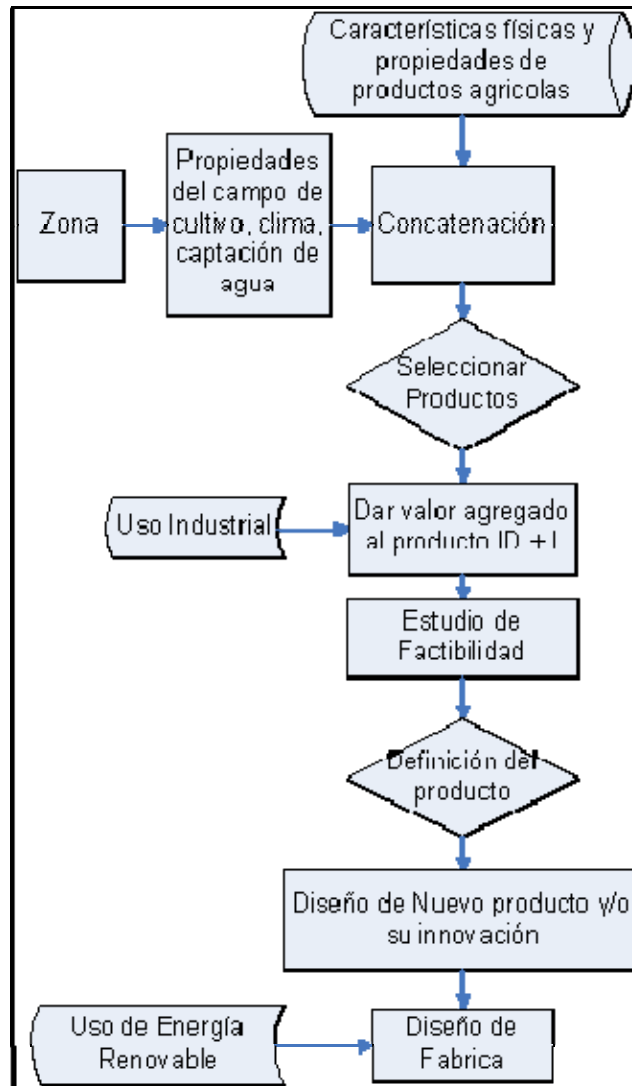 Características físicas y
propiedades de
productos agricolas
Zona
Propiedades
del campo de
cultivo, clima,
captación de
agua
Concatenación
Seleccionar
Productos
Uso Industrial
Dar valor agregado
al producto ID + I
Estudio de
Factibilidad
Definición del
producto
Diseño de Nuevo producto y/o
su innovación
Uso de Energía
Renovable
Diseño de
Fabrica